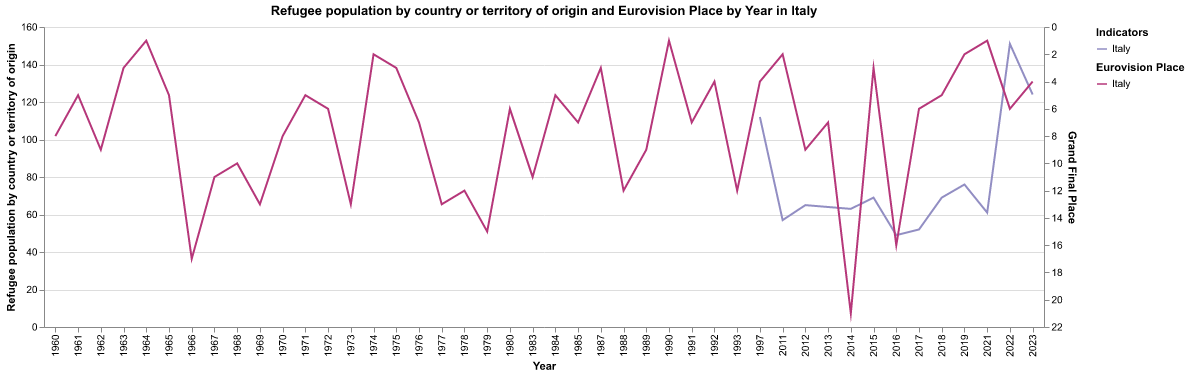 Refugee population by country or territory of origin and Eurovision Place by Year in Italy
Refugee population by country or territory of origin
160
140
120
100
80
60
40
20
0
0
2
4
6
8
10
12
14
16
18
20
22
Grand Final Place
1960 1961 1962 1963 1964 1965 1966 1967 1968 1969 1970 1971 1972 1973 1974 1975 1976 1977 1978 1979 1980 1983 1984 1985 1987 1988 1989 1990 1991 1992 1993 1997 2011 2012 2013 2014 2015 2016 2017 2018 2019 2021 2022 2023
Year
Indicators
Italy
Eurovision Place
Italy